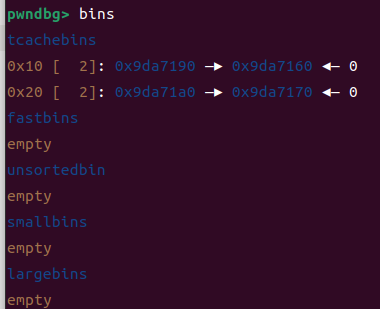 pwndbg> bins
tcachebins
0x10 [  2]: 0x9da7190 —▸ 0x9da7160 ◂— 0
0x20 [  2]: 0x9da71a0 —▸ 0x9da7170 ◂— 0
fastbins
empty
unsortedbin
empty
smallbins
empty
largebins
empty